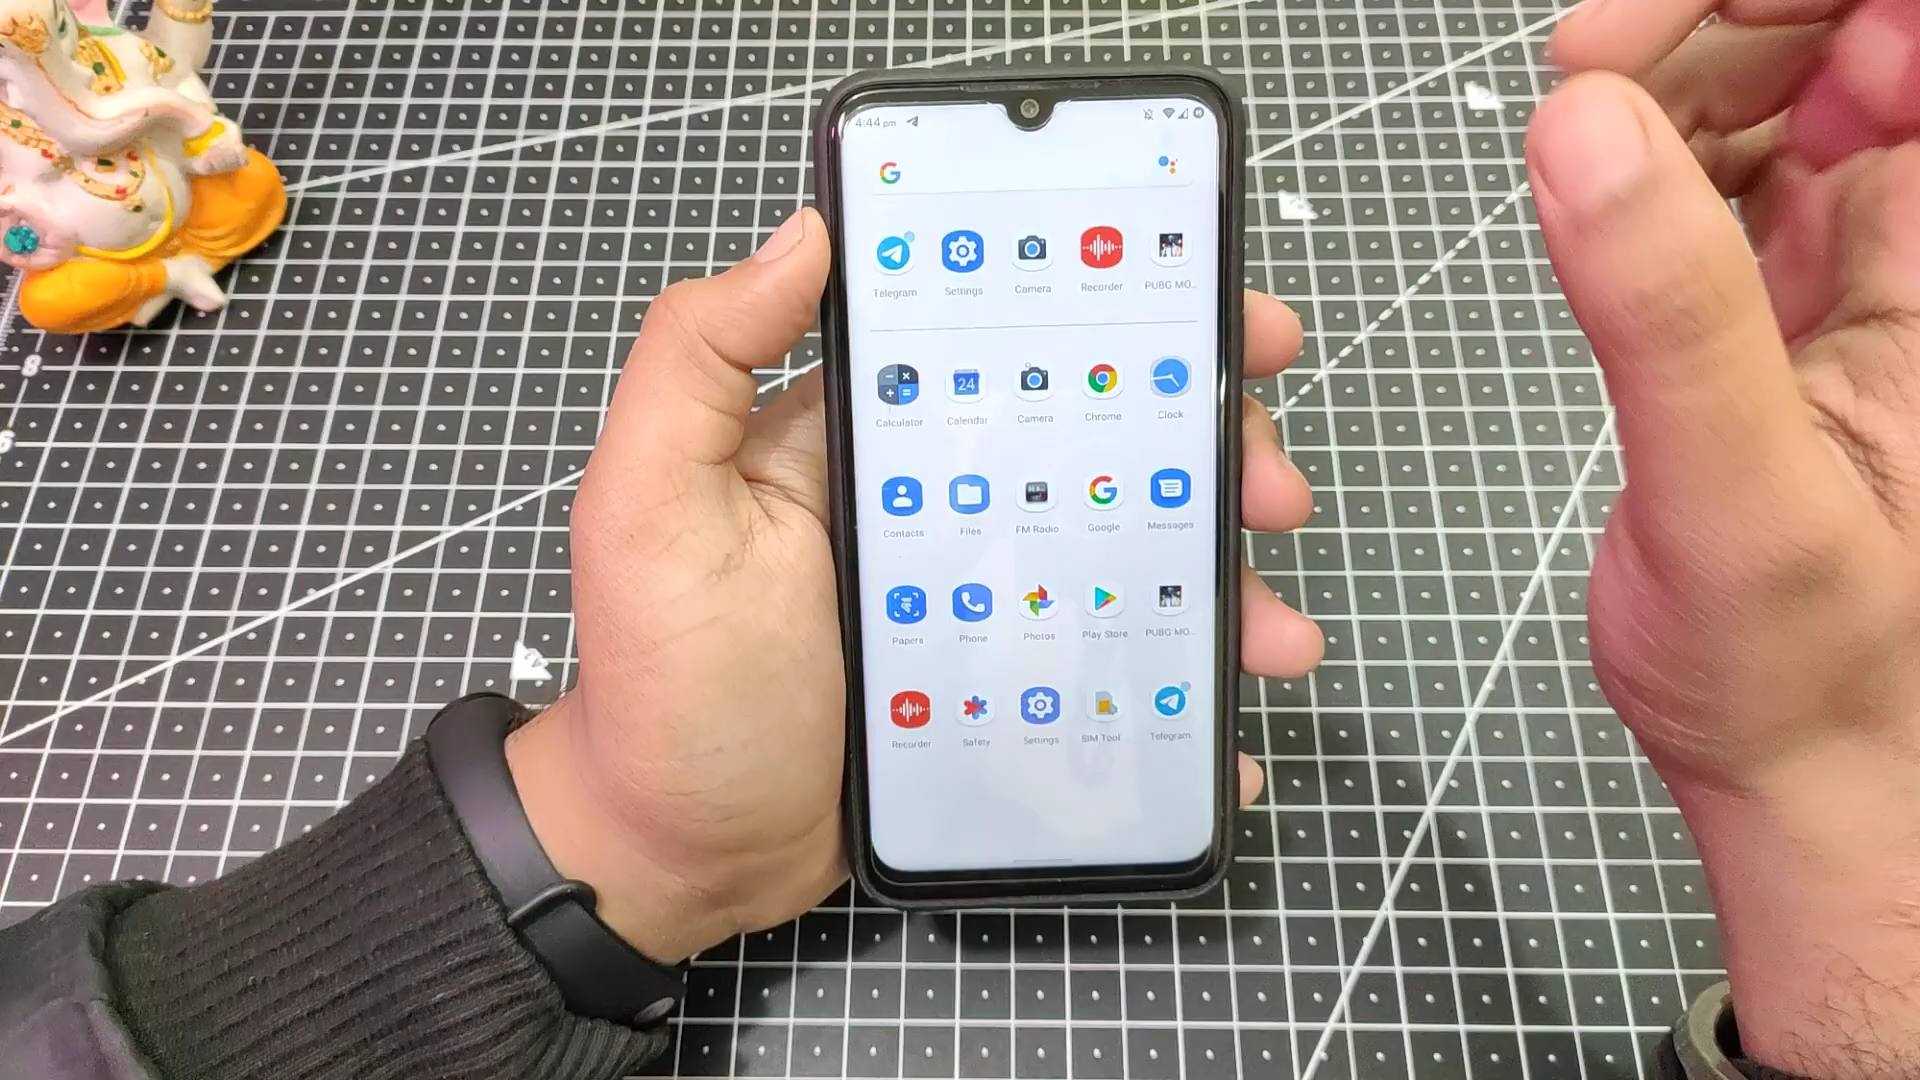 4:44 pm
Telegram Settings Camera Recorder PUBG MO...
Calculator Calendar Camera Chrome Clock
24
Contacts Files FM Radio Google Messages
Papers Phone Photos Play Store PUBG MO...
Recorder Safety Settings SIM Tool Telegram
8